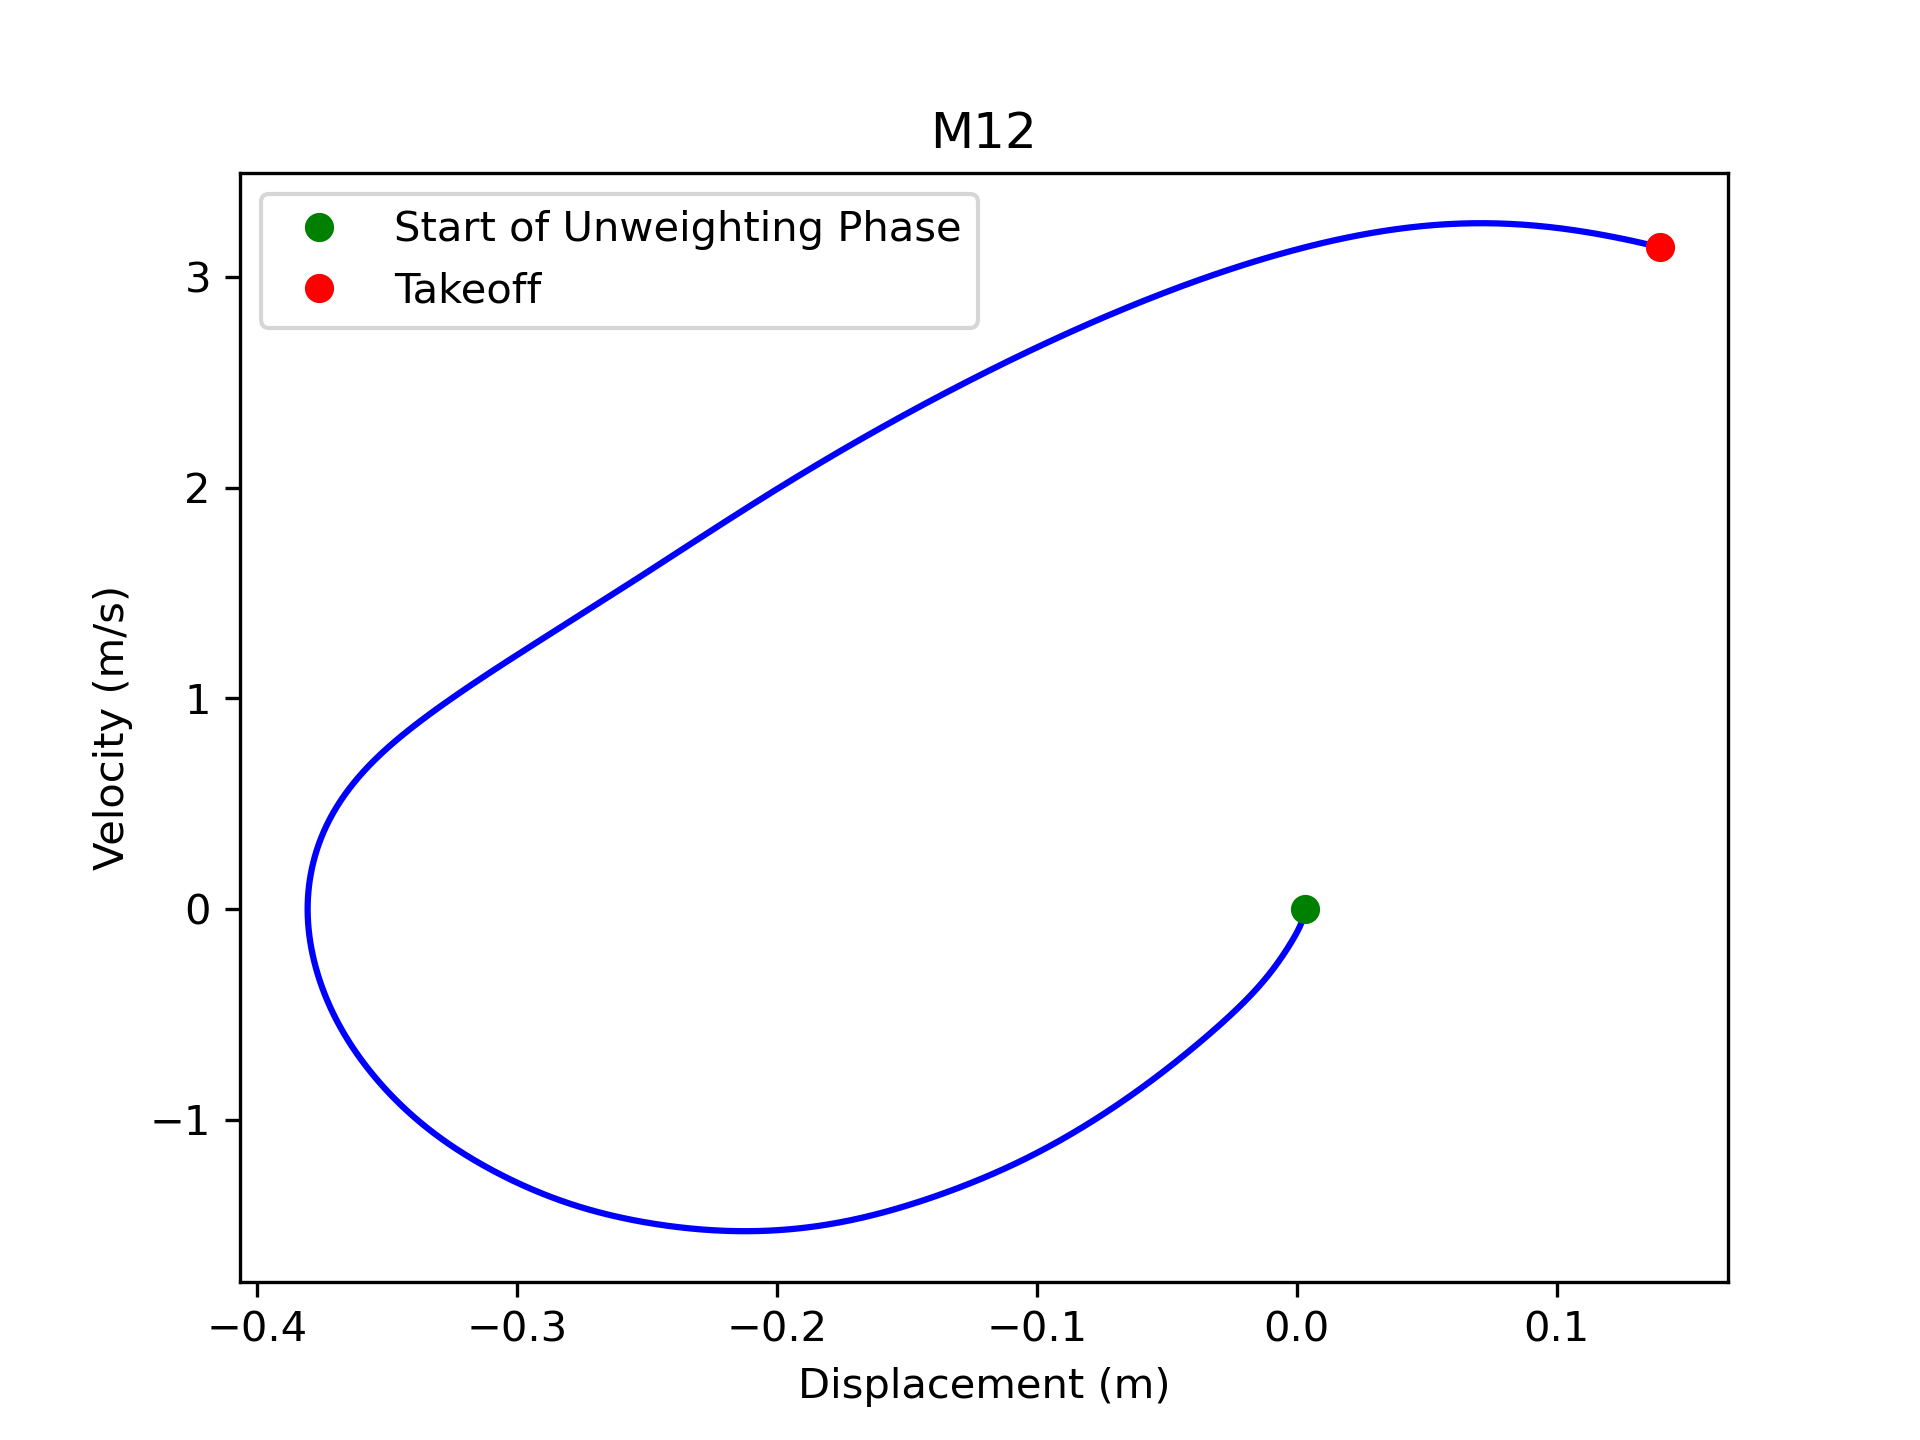 M12
Start of Unweighting Phase
Takeoff
3
2
1
0
−1
Velocity (m/s)
−0.4 −0.3 −0.2 −0.1 0.0 0.1
Displacement (m)